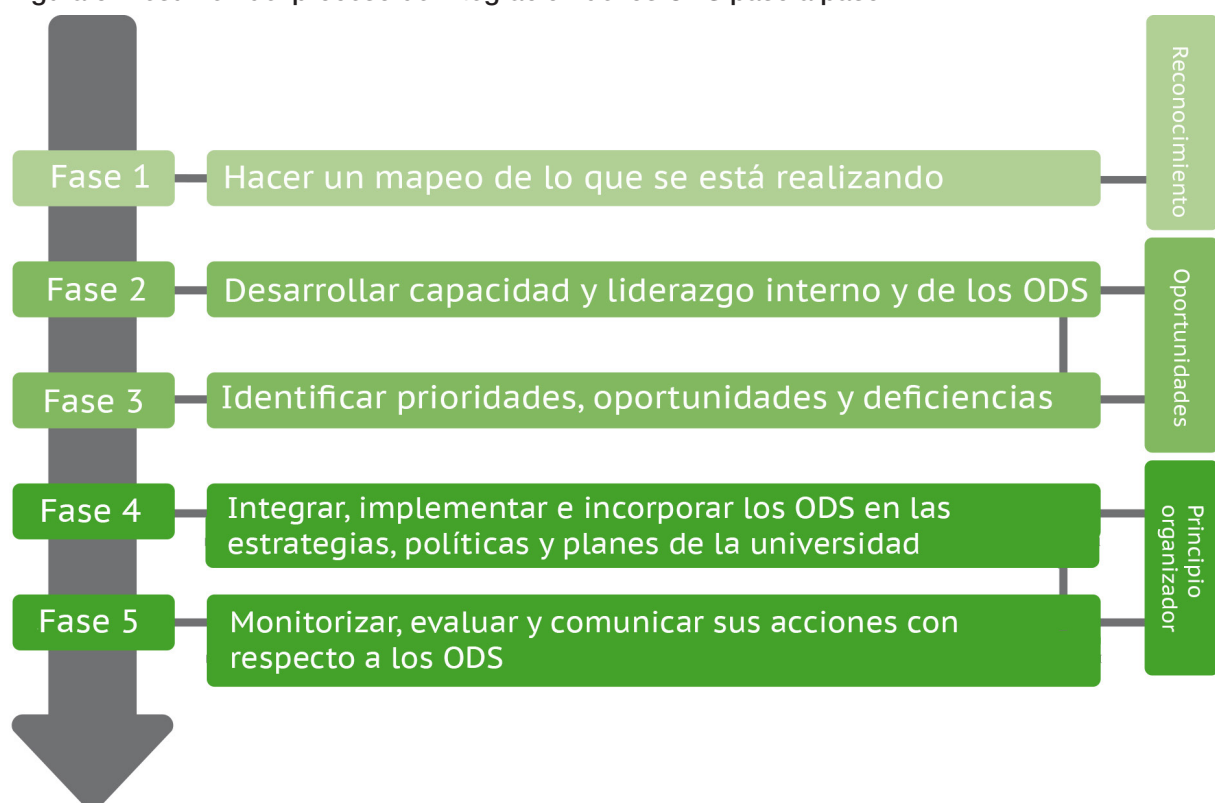 Fase 1
Hacer un mapeo de lo que se está realizando
Reconocimiento
Fase 2
Desarrollar capacidad y liderazgo interno y de los ODS
Oportunidades
Fase 3
Identificar prioridades, oportunidades y deficiencias
Fase 4
Integrar, implementar e incorporar los ODS en las
estrategias, políticas y planes de la universidad
Principio
organizador
Fase 5
Monitorizar, evaluar y comunicar sus acciones con
respecto a los ODS